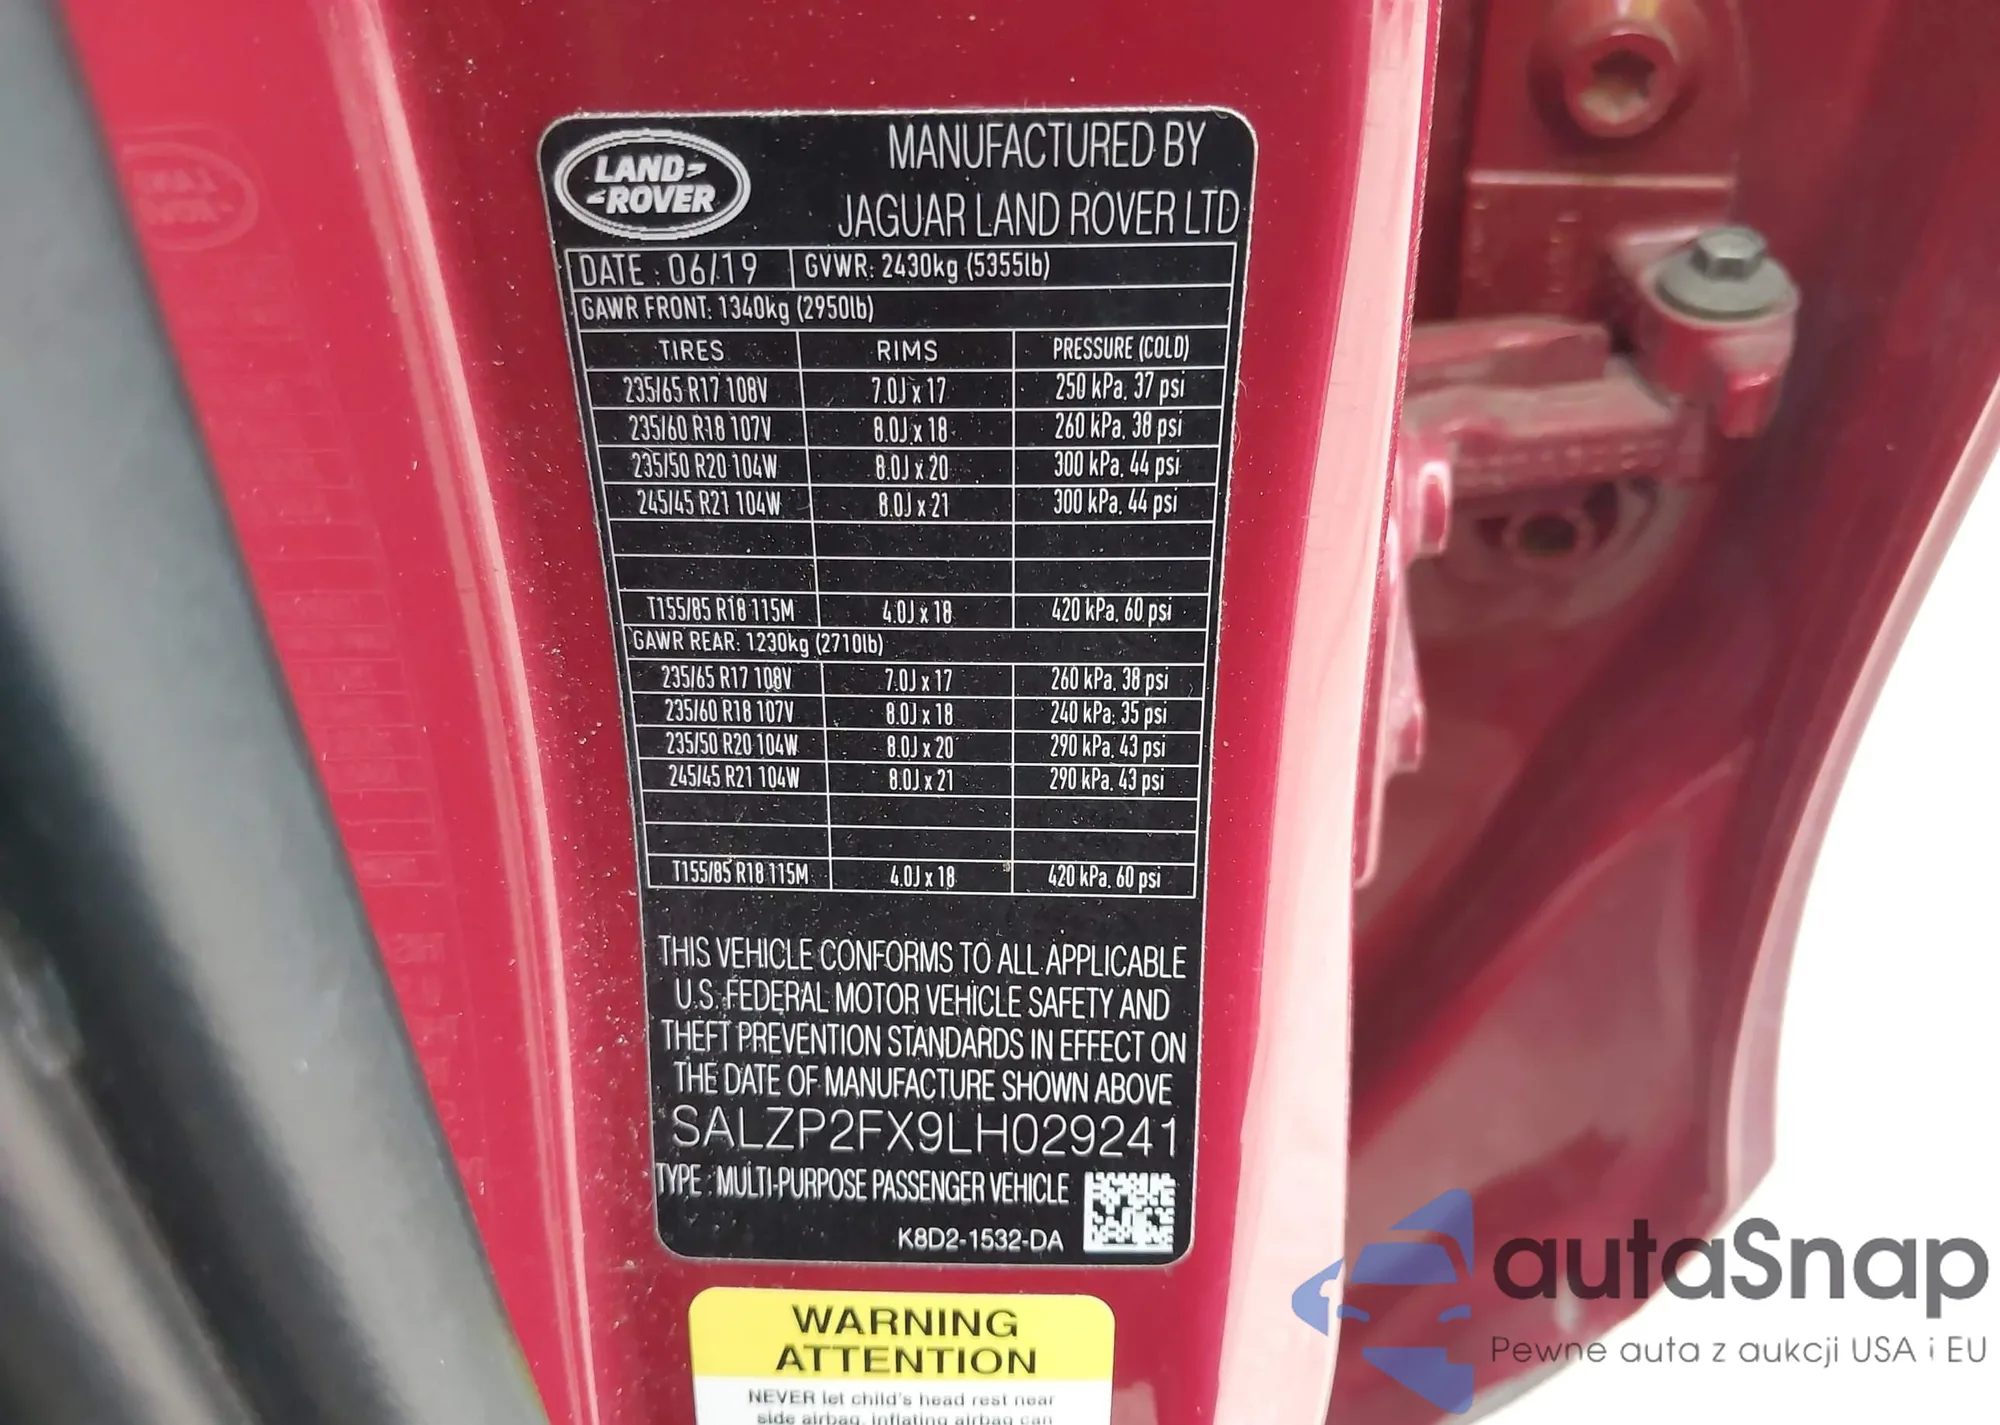 LAND
ROVER
MANUFACTURED BY
JAGUAR LAND ROVER LTD
DATE : 06/19 GVWR: 2430kg (5355lb)
GAWR FRONT: 1340kg (2950lb)
TIRES RIMS PRESSURE (COLD)
235/65 R17 108V 7.0J x 17 250 kPa, 37 psi
235/60 R18 107V 8.0J x 18 260 kPa, 38 psi
235/50 R20 104W 8.0J x 20 300 kPa, 44 psi
245/45 R21 104W 8.0J x 21 300 kPa, 44 psi
T155/85 R18 115M 4.0J x 18 420 kPa, 60 psi
GAWR REAR: 1230kg (2710lb)
235/65 R17 108V 7.0J x 17 260 kPa, 38 psi
235/60 R18 107V 8.0J x 18 240 kPa, 35 psi
235/50 R20 104W 8.0J x 20 290 kPa, 43 psi
245/45 R21 104W 8.0J x 21 290 kPa, 43 psi
T155/85 R18 115M 4.0J x 18 420 kPa, 60 psi
THIS VEHICLE CONFORMS TO ALL APPLICABLE
U.S. FEDERAL MOTOR VEHICLE SAFETY AND
THEFT PREVENTION STANDARDS IN EFFECT ON
THE DATE OF MANUFACTURE SHOWN ABOVE
SALZP2FX9LH029241
TYPE : MULTI-PURPOSE PASSENGER VEHICLE
K8D2-1532-DA
WARNING
ATTENTION
NEVER let child's head rest near
side airbag, inflating airbag can
autaSnap
Pewne auta z aukcji USA i EU